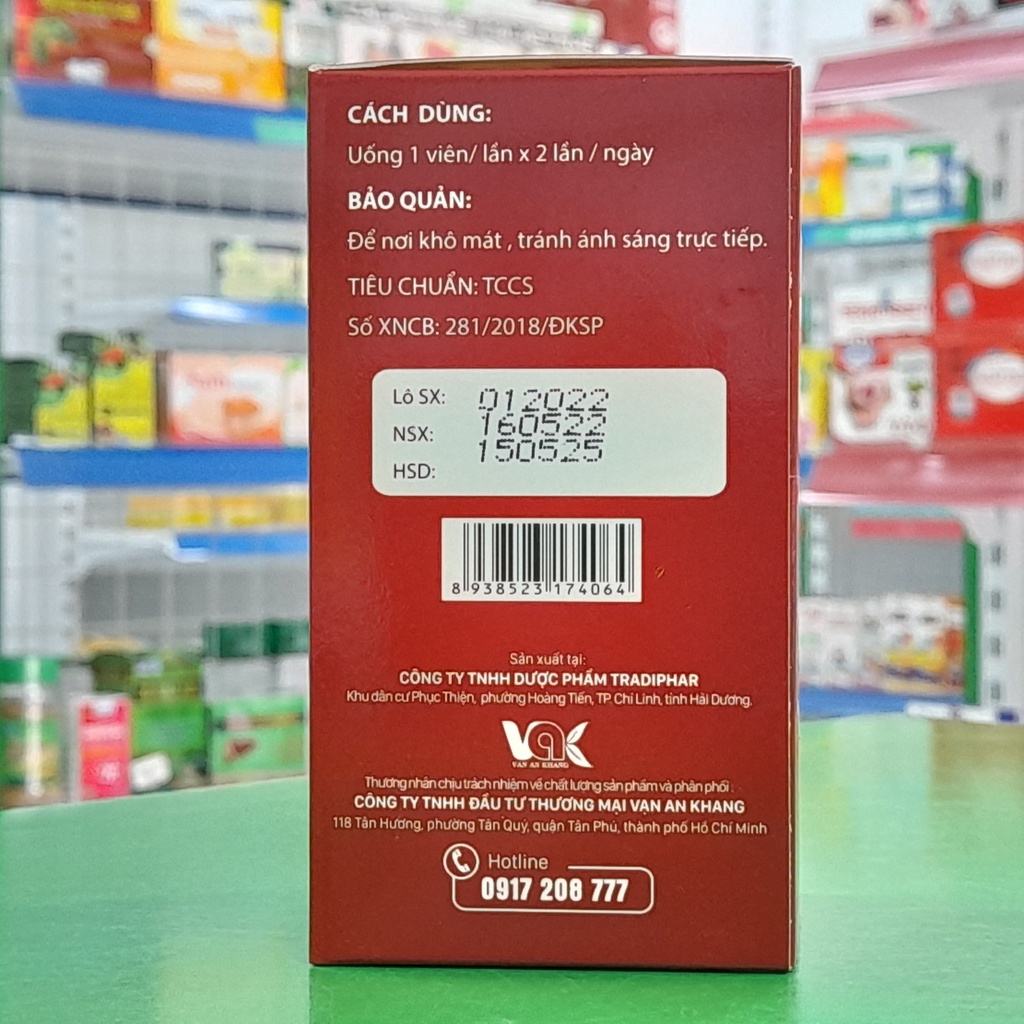 CÁCH DÙNG:
Uống 1 viên/ lần x 2 lần / ngày
BẢO QUẢN:
Để nơi khô mát , tránh ánh sáng trực tiếp.
TIÊU CHUẨN: TCCS
Số XNCB: 281/2018/ĐKSP
Lô SX: 012022
NSX: 160522
HSD: 150525
8 938523 174064
Sản xuất tại:
CÔNG TY TNHH DƯỢC PHẨM TRADIPHAR
Khu dân cư Phục Thiện, phường Hoàng Tiến, TP Chí Linh, tỉnh Hải Dương.
VAK
VẠN AN KHANG
Thương nhân chịu trách nhiệm về chất lượng sản phẩm và phân phối .
CÔNG TY TNHH ĐẦU TƯ THƯƠNG MẠI VẠN AN KHANG
118 Tân Hương, phường Tân Quý, quận Tân Phú, thành phố Hồ Chí Minh
Hotline
0917 208 777